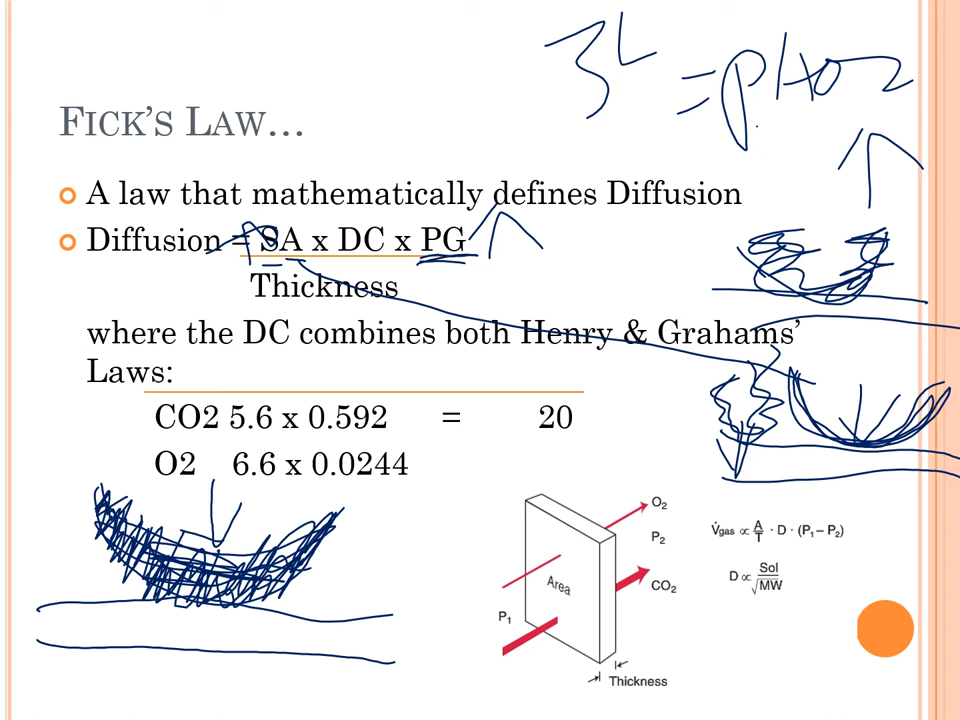 3L = PHO2
FICK'S LAW...
A law that mathematically defines Diffusion
Diffusion = SA x DC x PG
Thickness
where the DC combines both Henry & Grahams'
Laws:
CO2 5.6 x 0.592 = 20
O2 6.6 x 0.0244
O₂
P₂
Area
CO₂
P₁
Thickness
V̇gas ∝ A/T · D · (P₁ – P₂)
D ∝ Sol/√MW